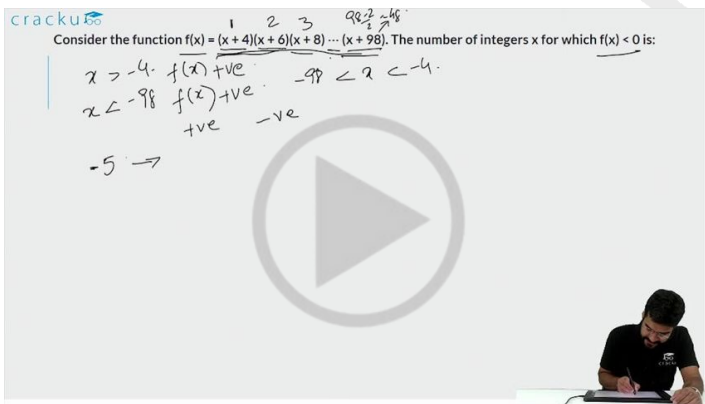 cracku
1 2 3 98-2/2 = 48
Consider the function f(x) = (x + 4)(x + 6)(x + 8) ··· (x + 98). The number of integers x for which f(x) < 0 is:
x > -4. f(x) +ve -98 < x < -4.
x < -98 f(x) +ve
+ve -ve
-5 →